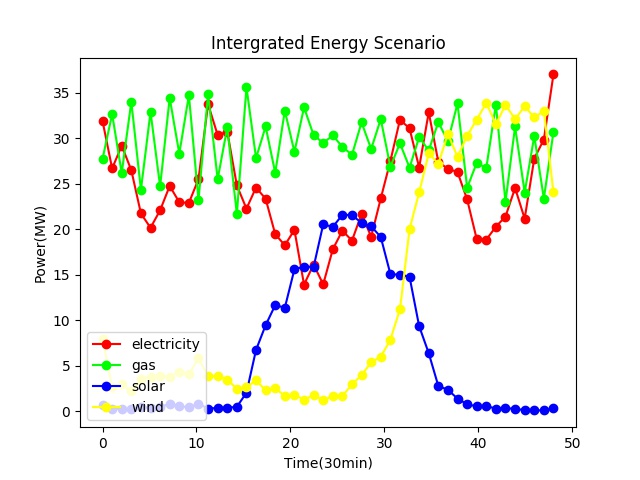 Intergrated Energy Scenario
Power(MW)
35
30
25
20
15
10
5
0
electricity
gas
solar
wind
0 10 20 30 40 50
Time(30min)